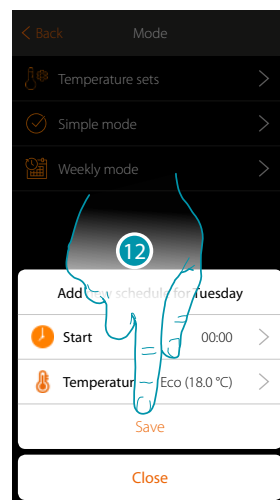 < Back Mode
Temperature sets
Simple mode
Weekly mode
12
Add new schedule for Tuesday
Start 00:00
Temperatur Eco (18.0 °C)
Save
Close